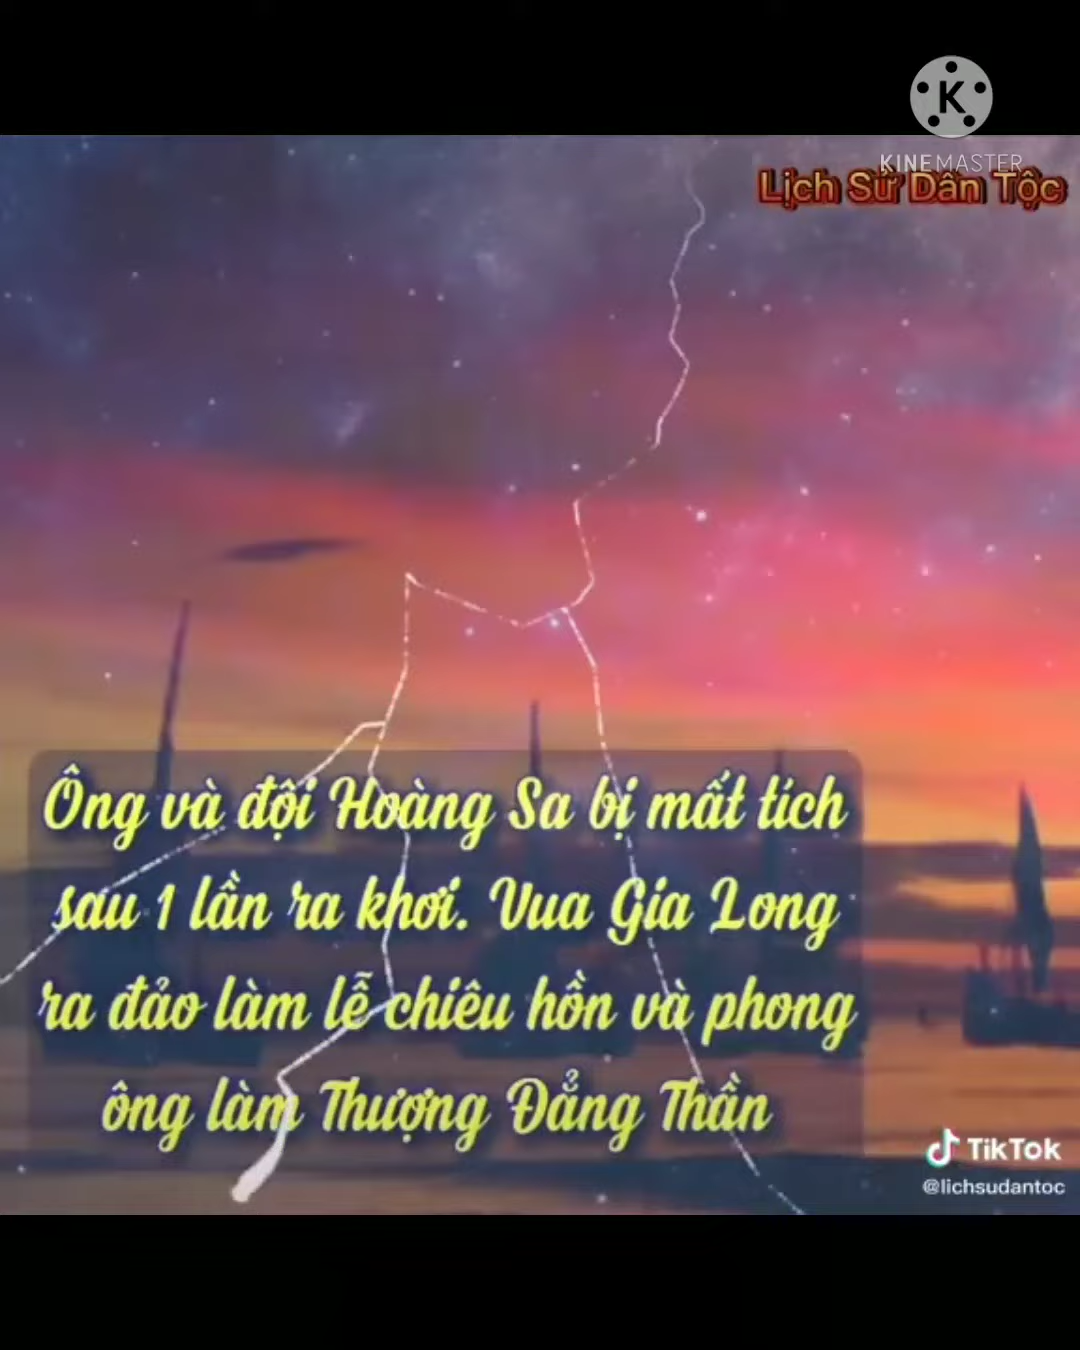 K
KINEMASTER
Lịch Sử Dân Tộc
Ông và đội Hoàng Sa bị mất tích
sau 1 lần ra khơi. Vua Gia Long
ra đảo làm lễ chiêu hồn và phong
ông làm Thượng Đẳng Thần
TikTok
@lichsudantoc